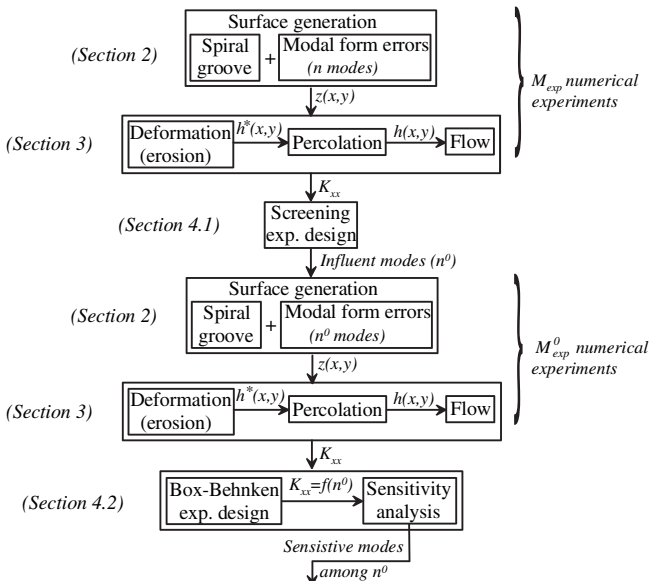 Surface generation
(Section 2)
Spiral groove
+
Modal form errors
(n modes)
M_exp numerical experiments
z(x,y)
(Section 3)
Deformation (erosion)
h*(x,y)
Percolation
h(x,y)
Flow
K_xx
(Section 4.1)
Screening exp. design
Influent modes (n⁰)
Surface generation
(Section 2)
Spiral groove
+
Modal form errors
(n⁰ modes)
M⁰_exp numerical experiments
z(x,y)
(Section 3)
Deformation (erosion)
h*(x,y)
Percolation
h(x,y)
Flow
K_xx
(Section 4.2)
Box-Behnken exp. design
K_xx=f(n⁰)
Sensitivity analysis
Sensistive modes
among n⁰